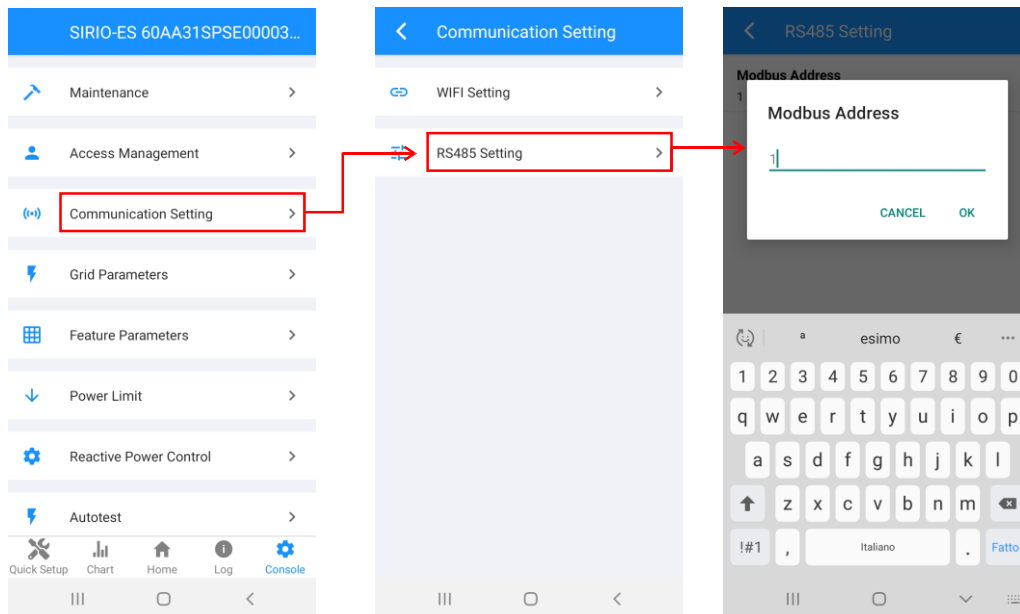 SIRIO-ES 60AA31SPSE00003...
Maintenance
Access Management
Communication Setting
Grid Parameters
Feature Parameters
Power Limit
Reactive Power Control
Autotest
Quick Setup
Chart
Home
Log
Console
Communication Setting
WIFI Setting
RS485 Setting
RS485 Setting
Modbus Address
1
Modbus Address
1
CANCEL OK
ª esimo € ...
1 2 3 4 5 6 7 8 9 0
q w e r t y u i o p
a s d f g h j k l
z x c v b n m
!#1 , Italiano . Fatto